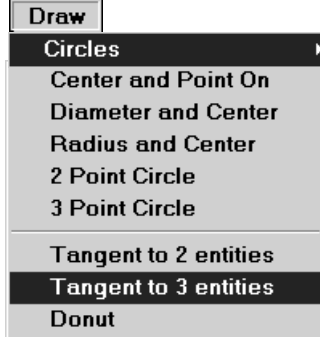 Draw
Circles
Center and Point On
Diameter and Center
Radius and Center
2 Point Circle
3 Point Circle
Tangent to 2 entities
Tangent to 3 entities
Donut